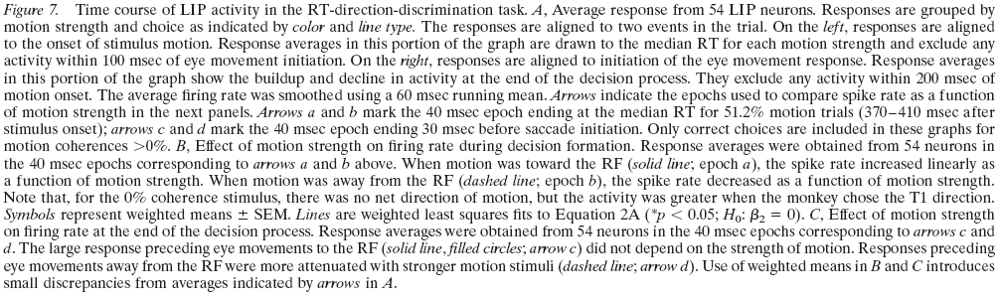 Figure 7. Time course of LIP activity in the RT-direction-discrimination task. A, Average response from 54 LIP neurons. Responses are grouped by
motion strength and choice as indicated by color and line type. The responses are aligned to two events in the trial. On the left, responses are aligned
to the onset of stimulus motion. Response averages in this portion of the graph are drawn to the median RT for each motion strength and exclude any
activity within 100 msec of eye movement initiation. On the right, responses are aligned to initiation of the eye movement response. Response averages
in this portion of the graph show the buildup and decline in activity at the end of the decision process. They exclude any activity within 200 msec of
motion onset. The average firing rate was smoothed using a 60 msec running mean. Arrows indicate the epochs used to compare spike rate as a function
of motion strength in the next panels. Arrows a and b mark the 40 msec epoch ending at the median RT for 51.2% motion trials (370–410 msec after
stimulus onset); arrows c and d mark the 40 msec epoch ending 30 msec before saccade initiation. Only correct choices are included in these graphs for
motion coherences >0%. B, Effect of motion strength on firing rate during decision formation. Response averages were obtained from 54 neurons in
the 40 msec epochs corresponding to arrows a and b above. When motion was toward the RF (solid line; epoch a), the spike rate increased linearly as
a function of motion strength. When motion was away from the RF (dashed line; epoch b), the spike rate decreased as a function of motion strength.
Note that, for the 0% coherence stimulus, there was no net direction of motion, but the activity was greater when the monkey chose the T1 direction.
Symbols represent weighted means ± SEM. Lines are weighted least squares fits to Equation 2A (*p < 0.05; H₀: β₂ = 0). C, Effect of motion strength
on firing rate at the end of the decision process. Response averages were obtained from 54 neurons in the 40 msec epochs corresponding to arrows c and
d. The large response preceding eye movements to the RF (solid line, filled circles; arrow c) did not depend on the strength of motion. Responses preceding
eye movements away from the RF were more attenuated with stronger motion stimuli (dashed line; arrow d). Use of weighted means in B and C introduces
small discrepancies from averages indicated by arrows in A.